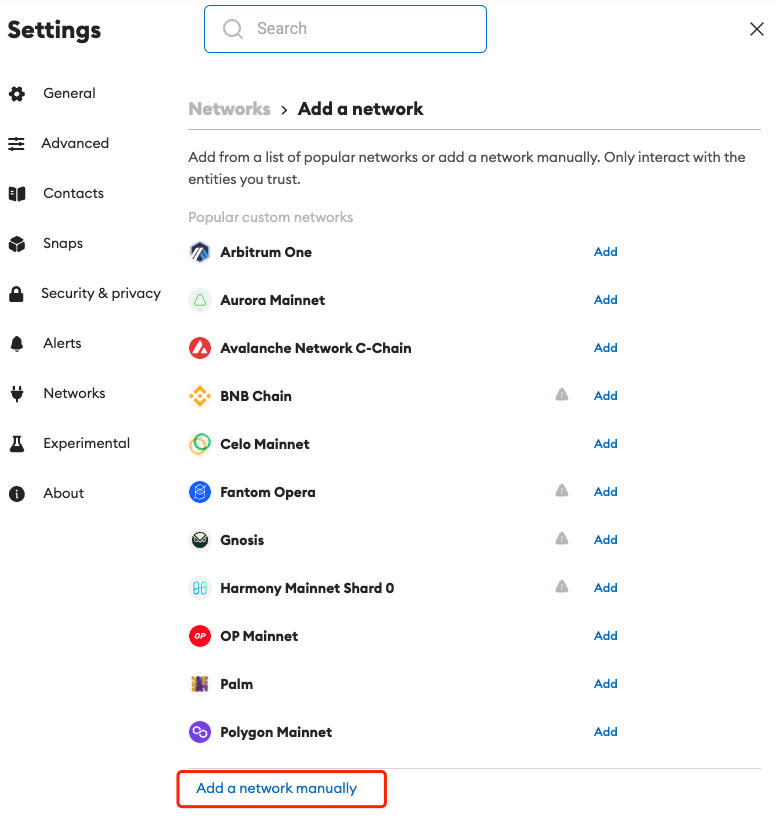 Settings
Search
General
Advanced
Contacts
Snaps
Security & privacy
Alerts
Networks
Experimental
About
Networks > Add a network
Add from a list of popular networks or add a network manually. Only interact with the
entities you trust.
Popular custom networks
Arbitrum One Add
Aurora Mainnet Add
Avalanche Network C-Chain Add
BNB Chain Add
Celo Mainnet Add
Fantom Opera Add
Gnosis Add
Harmony Mainnet Shard 0 Add
OP OP Mainnet Add
Palm Add
Polygon Mainnet Add
Add a network manually